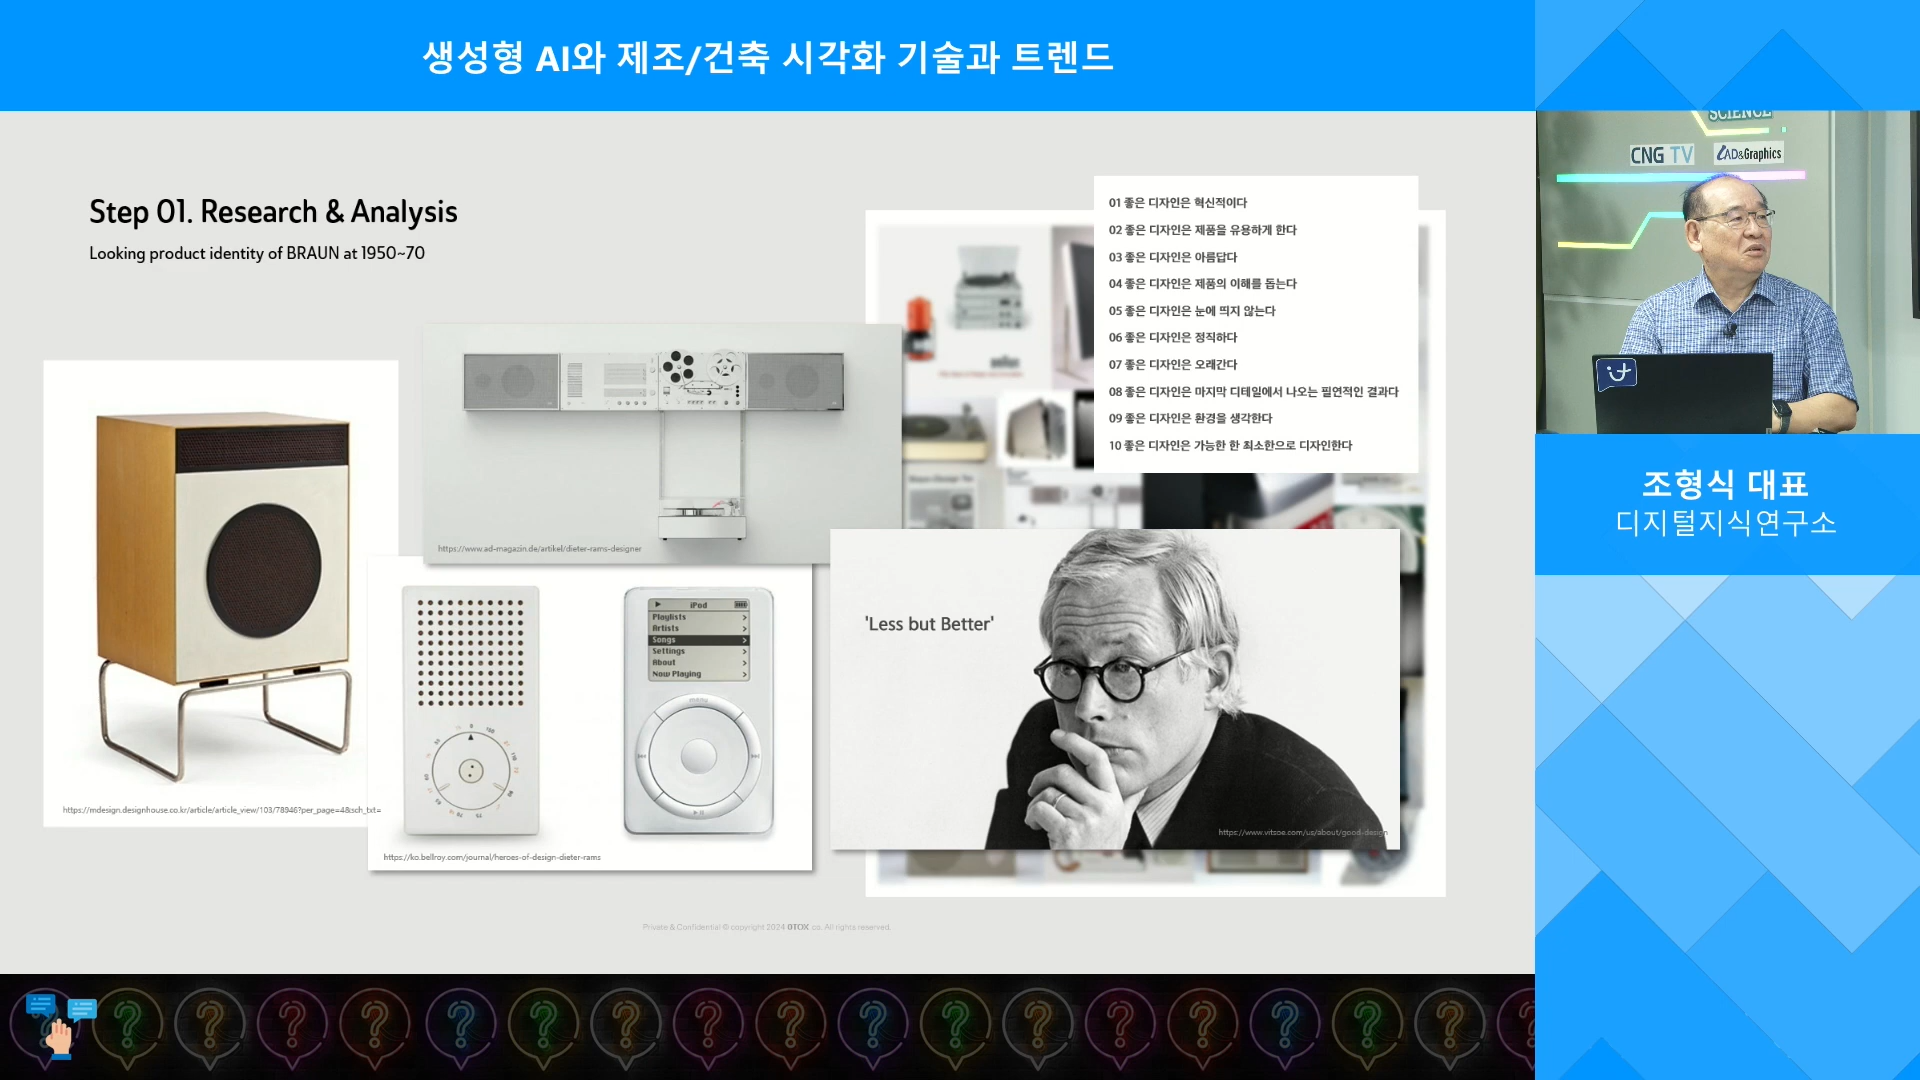 생성형 AI와 제조/건축 시각화 기술과 트렌드
SCIENCE
CNG TV
CAD&Graphics
조형식 대표
디지털지식연구소
Step 01. Research & Analysis
Looking product identity of BRAUN at 1950~70
01 좋은 디자인은 혁신적이다
02 좋은 디자인은 제품을 유용하게 한다
03 좋은 디자인은 아름답다
04 좋은 디자인은 제품의 이해를 돕는다
05 좋은 디자인은 눈에 띄지 않는다
06 좋은 디자인은 정직하다
07 좋은 디자인은 오래간다
08 좋은 디자인은 마지막 디테일에서 나오는 필연적인 결과다
09 좋은 디자인은 환경을 생각한다
10 좋은 디자인은 가능한 한 최소한으로 디자인한다
https://www.ad-magazin.de/artikel/dieter-rams-designer
iPod
Playlists
Artists
Songs
Settings
About
Now Playing
menu
'Less but Better'
https://mdesign.designhouse.co.kr/article/article_view/103/78946?per_page=4&sch_txt=
https://www.vitsoe.com/us/about/good-design
https://ko.bellroy.com/journal/heroes-of-design-dieter-rams
Private & Confidential © copyright 2024 OTOX .co. All rights reserved.